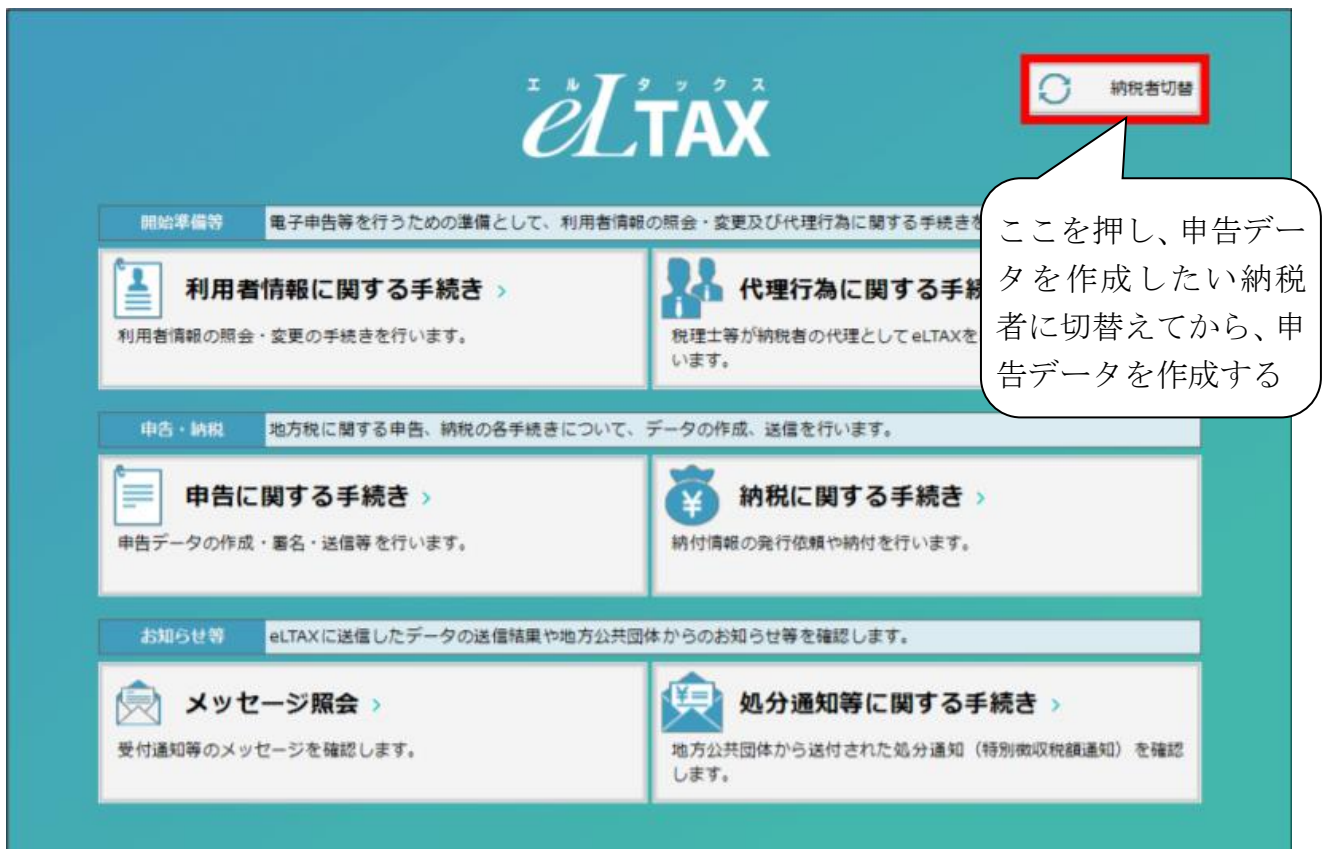 エルタックス
eLTAX
納税者切替
ここを押し、申告デー
タを作成したい納税
者に切替えてから、申
告データを作成する
開始準備等 電子申告等を行うための準備として、利用者情報の照会・変更及び代理行為に関する手続きを
利用者情報に関する手続き
利用者情報の照会・変更の手続きを行います。
代理行為に関する手続
税理士等が納税者の代理としてeLTAXを
います。
申告・納税 地方税に関する申告、納税の各手続きについて、データの作成、送信を行います。
申告に関する手続き
申告データの作成・署名・送信等を行います。
納税に関する手続き
納付情報の発行依頼や納付を行います。
お知らせ等 eLTAXに送信したデータの送信結果や地方公共団体からのお知らせ等を確認します。
メッセージ照会
受付通知等のメッセージを確認します。
処分通知等に関する手続き
地方公共団体から送付された処分通知（特別徴収税額通知）を確認
します。